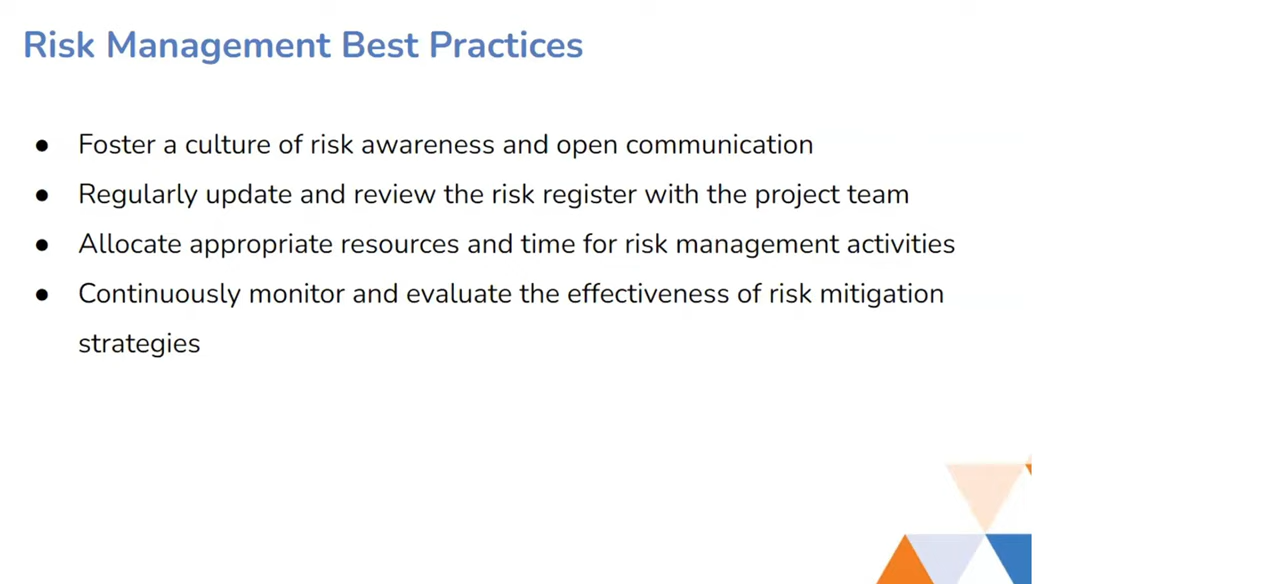 Risk Management Best Practices
● Foster a culture of risk awareness and open communication
● Regularly update and review the risk register with the project team
● Allocate appropriate resources and time for risk management activities
● Continuously monitor and evaluate the effectiveness of risk mitigation
strategies